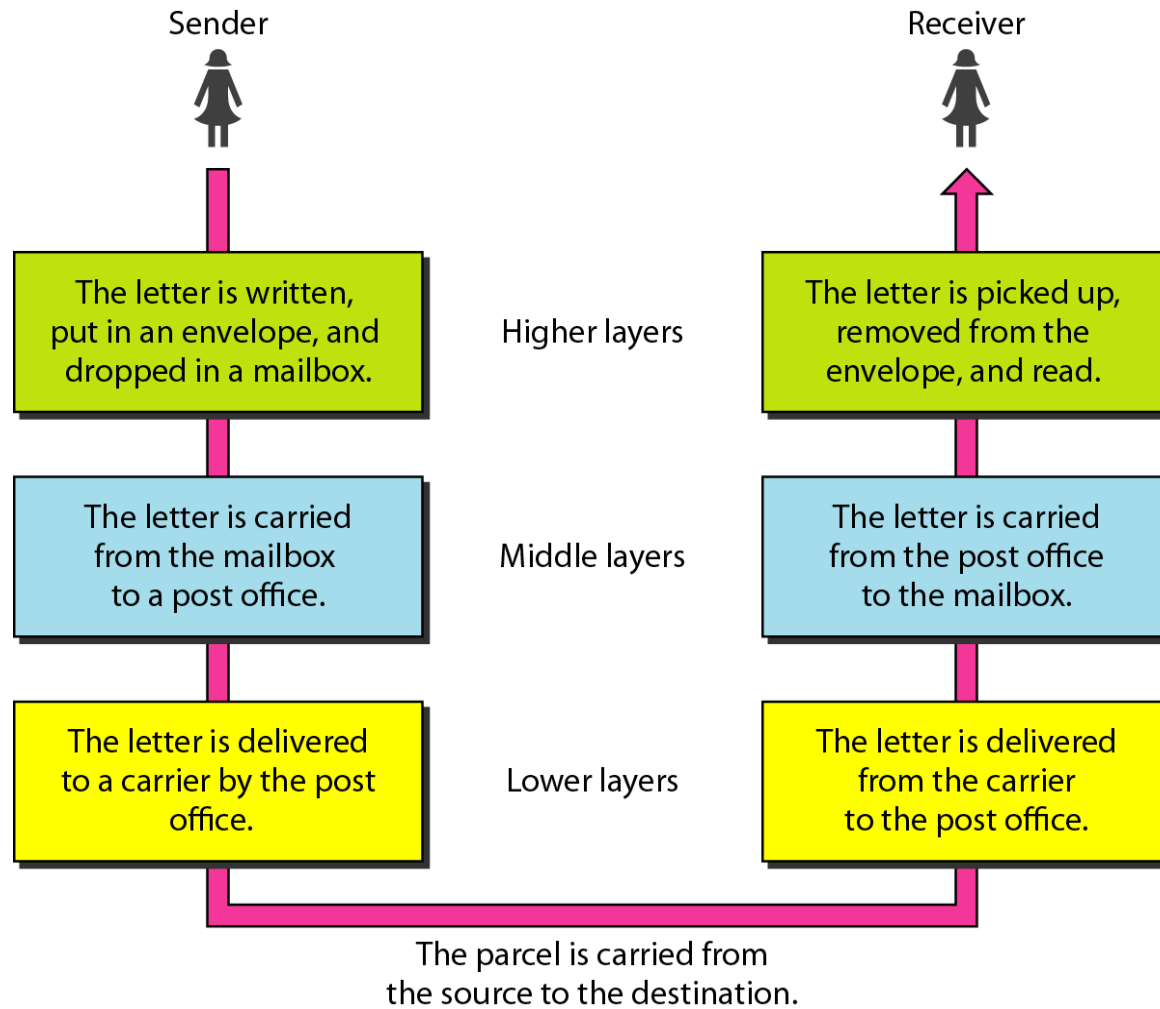 Sender
Receiver
The letter is written,
put in an envelope, and
dropped in a mailbox.
Higher layers
The letter is picked up,
removed from the
envelope, and read.
The letter is carried
from the mailbox
to a post office.
Middle layers
The letter is carried
from the post office
to the mailbox.
The letter is delivered
to a carrier by the post
office.
Lower layers
The letter is delivered
from the carrier
to the post office.
The parcel is carried from
the source to the destination.